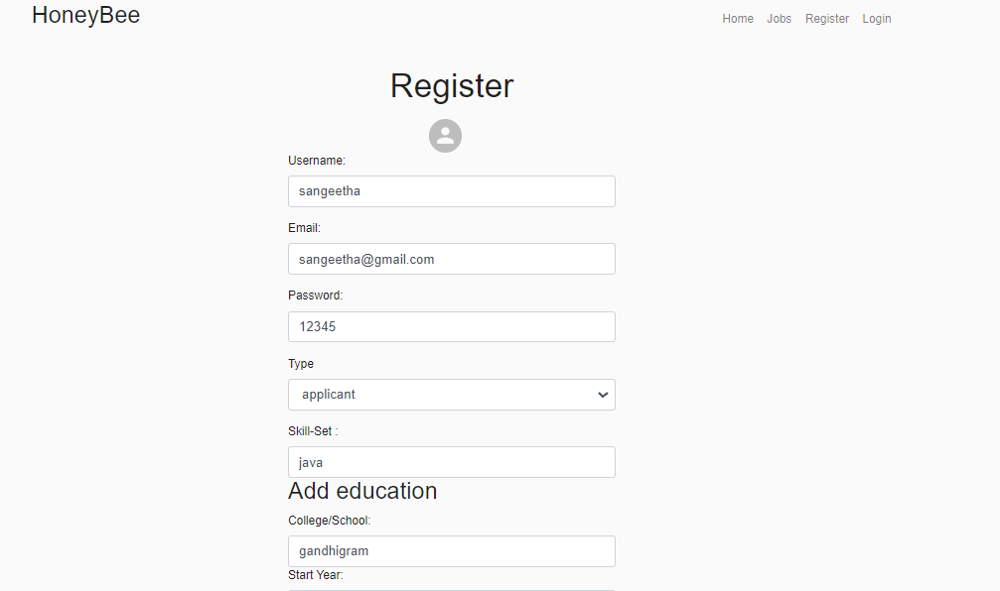 HoneyBee
Home Jobs Register Login
Register
Username:
sangeetha
Email:
sangeetha@gmail.com
Password:
12345
Type
applicant
Skill-Set :
java
Add education
College/School:
gandhigram
Start Year: